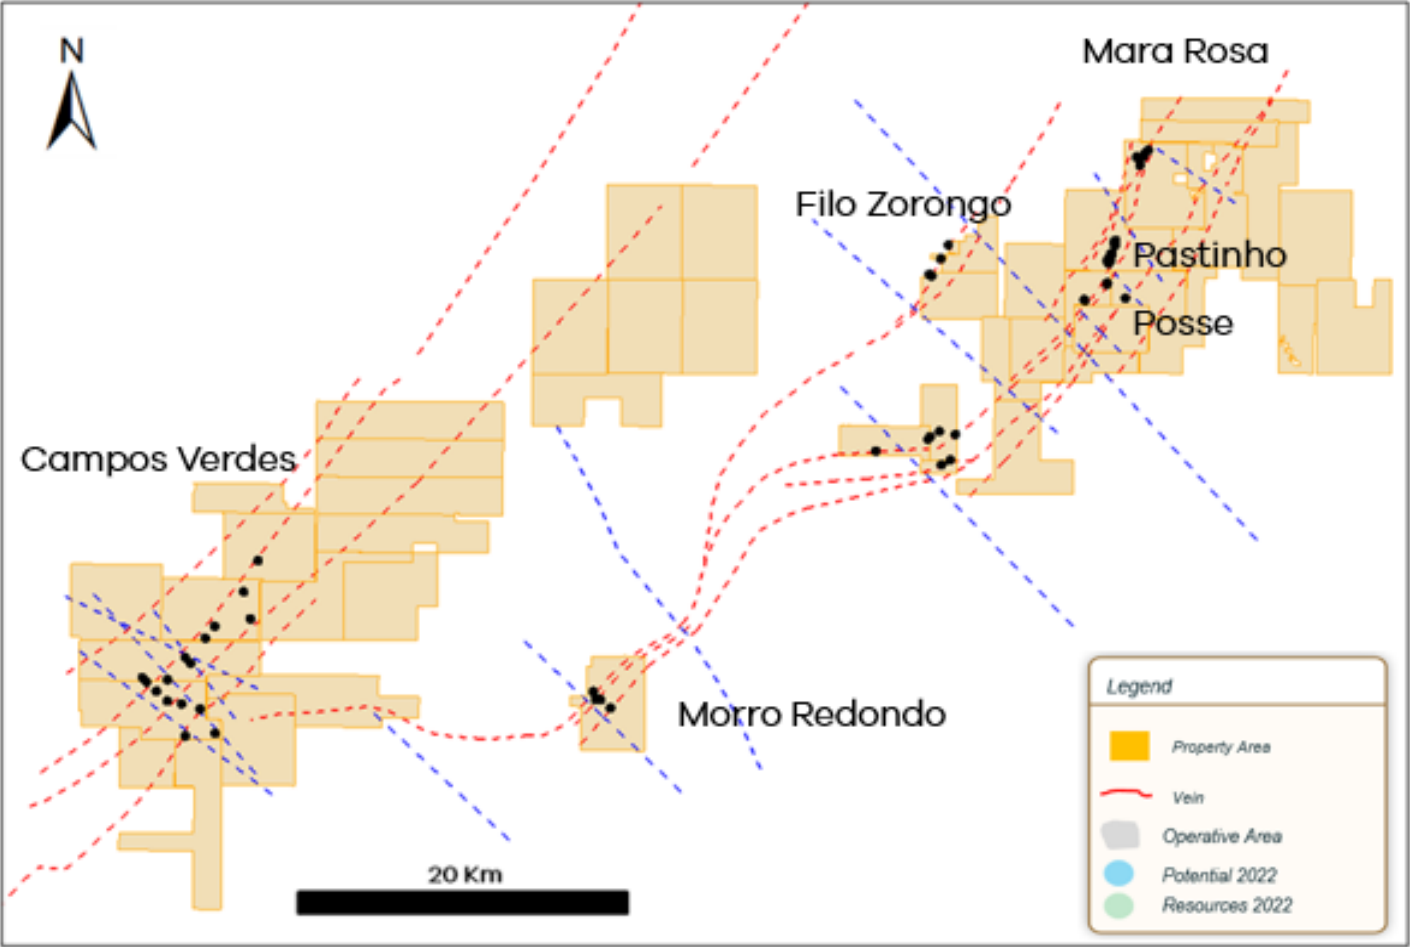 N
Mara Rosa
Filo Zorongo
Pastinho
Posse
Campos Verdes
Morro Redondo
20 Km
Legend
Property Area
Vein
Operative Area
Potential 2022
Resources 2022